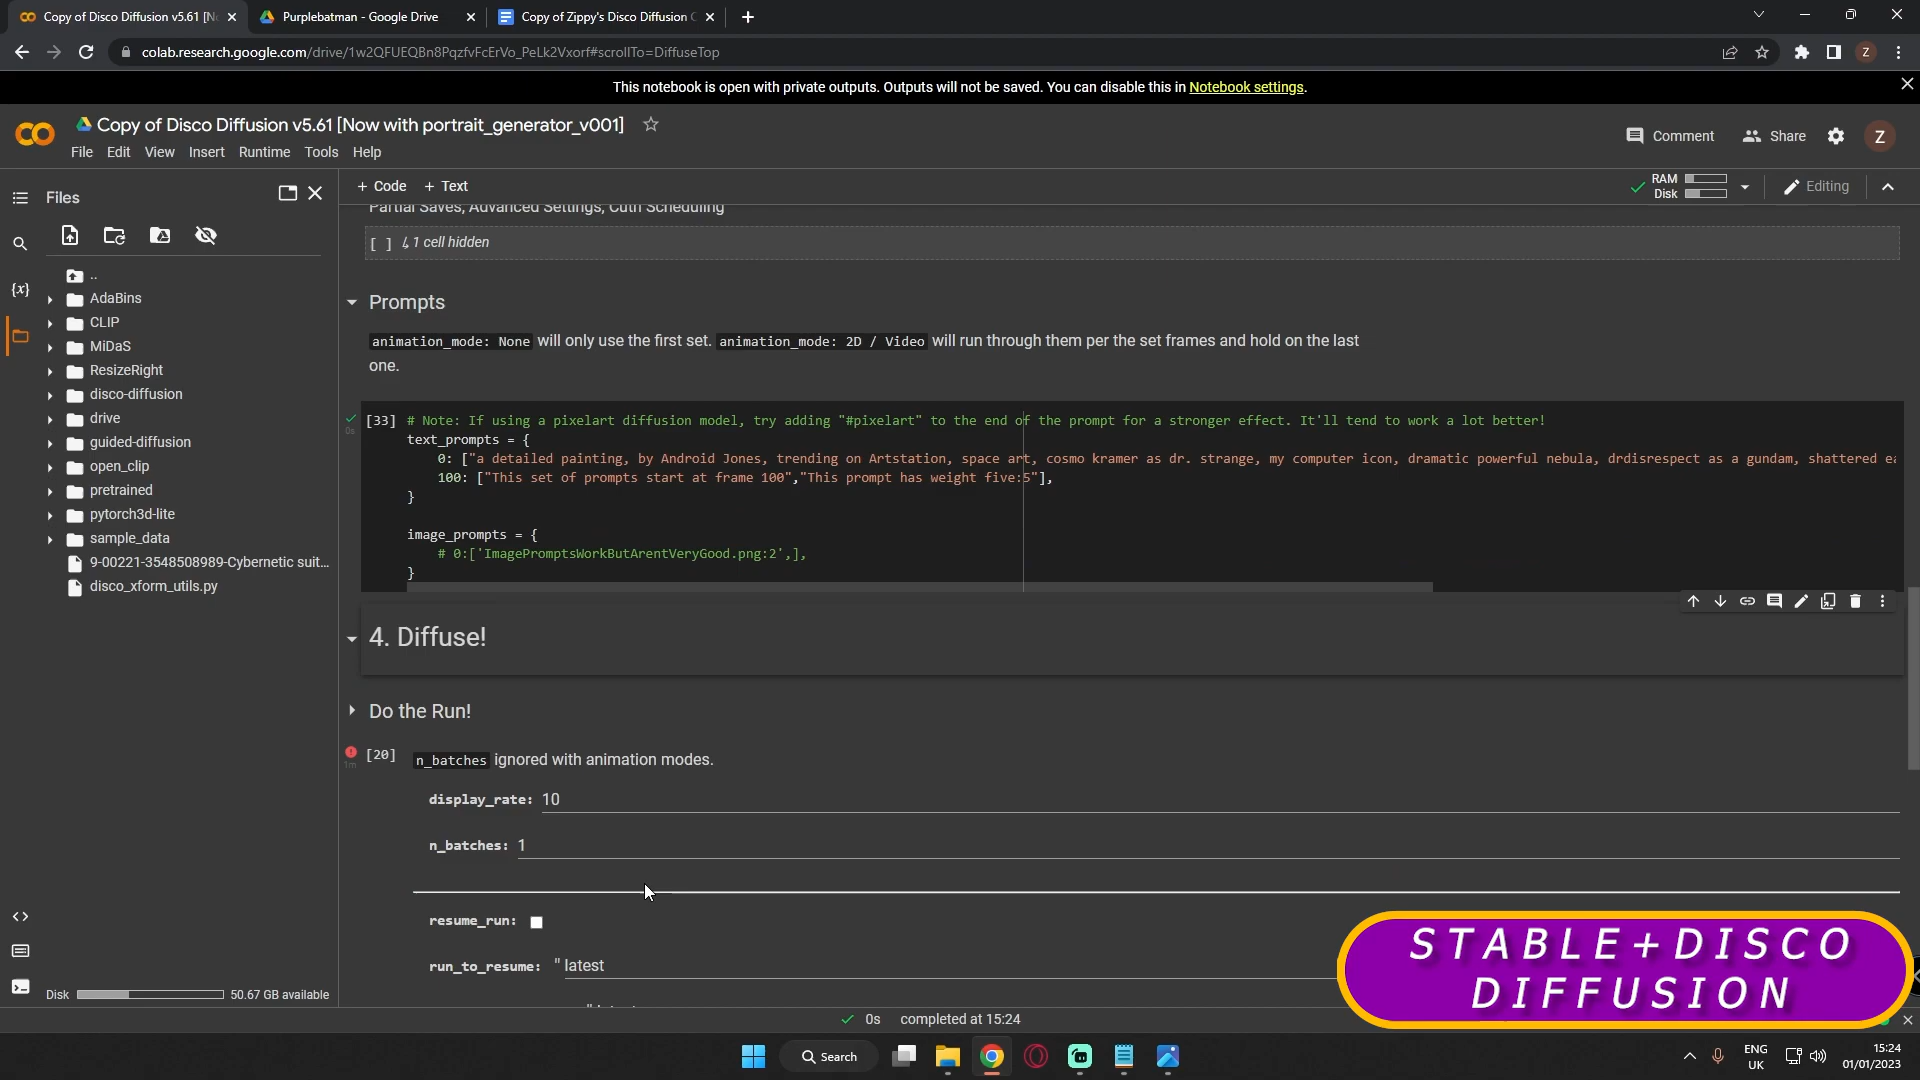 Copy of Disco Diffusion v5.61 [N
Purplebatman - Google Drive
Copy of Zippy's Disco Diffusion
colab.research.google.com/drive/1w2QFUEQBn8PqzfvFcErVo_PeLk2Vxorf#scrollTo=DiffuseTop
Z
This notebook is open with private outputs. Outputs will not be saved. You can disable this in Notebook settings.
Copy of Disco Diffusion v5.61 [Now with portrait_generator_v001]
File Edit View Insert Runtime Tools Help
Comment
Share
Z
Files
+ Code + Text
RAM
Disk
Editing
Partial Saves, Advanced Settings, Cutn Scheduling
[ ] ↳ 1 cell hidden
{x}
..
AdaBins
CLIP
MiDaS
ResizeRight
disco-diffusion
drive
guided-diffusion
open_clip
pretrained
pytorch3d-lite
sample_data
9-00221-3548508989-Cybernetic suit...
disco_xform_utils.py
Disk
50.67 GB available
Prompts
animation_mode: None will only use the first set. animation_mode: 2D / Video will run through them per the set frames and hold on the last
one.
0s
[33] # Note: If using a pixelart diffusion model, try adding "#pixelart" to the end of the prompt for a stronger effect. It'll tend to work a lot better!
text_prompts = {
0: ["a detailed painting, by Android Jones, trending on Artstation, space art, cosmo kramer as dr. strange, my computer icon, dramatic powerful nebula, drdisrespect as a gundam, shattered ea
100: ["This set of prompts start at frame 100","This prompt has weight five:5"],
}
image_prompts = {
# 0:['ImagePromptsWorkButArentVeryGood.png:2',],
}
4. Diffuse!
Do the Run!
1m
[20] n_batches ignored with animation modes.
display_rate: 10
n_batches: 1
resume_run:
run_to_resume: " latest
STABLE+DISCO
DIFFUSION
0s completed at 15:24
Search
ENG
UK
15:24
01/01/2023